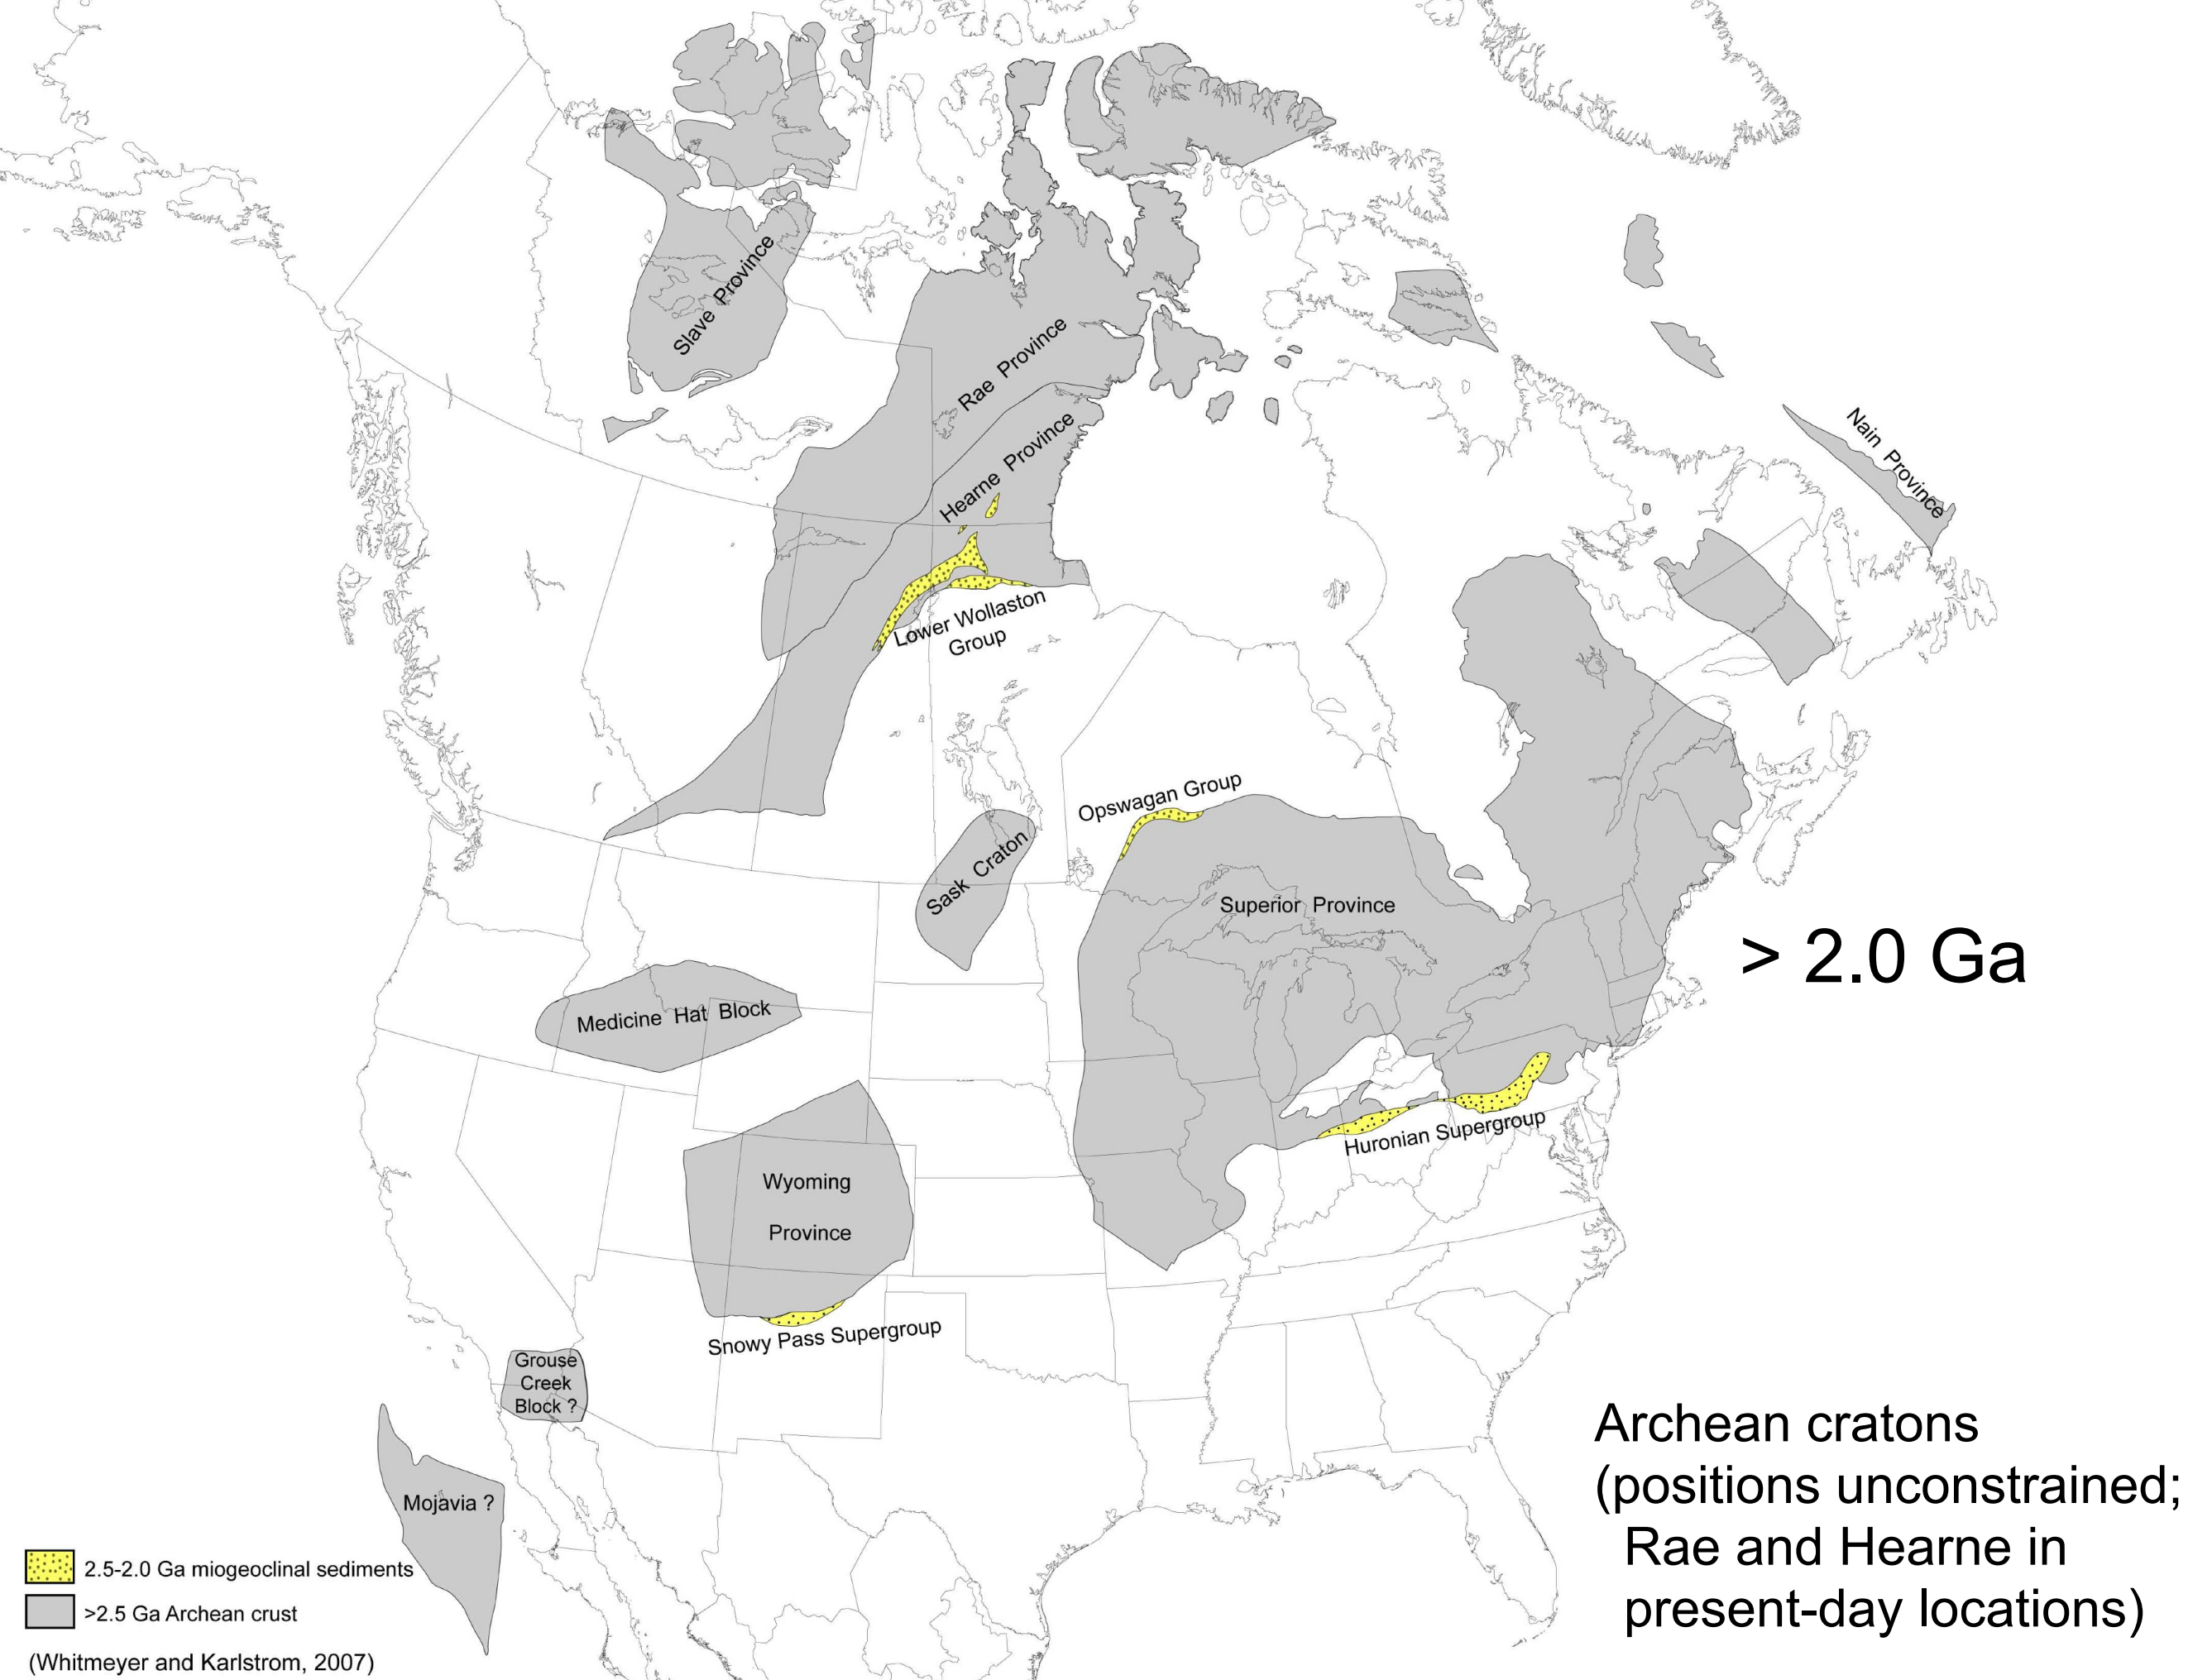 Slave Province
Rae Province
Hearne Province
Nain Province
Lower Wollaston
Group
Opswagan Group
Sask Craton
Superior Province
> 2.0 Ga
Medicine Hat Block
Huronian Supergroup
Wyoming
Province
Snowy Pass Supergroup
Grouse
Creek
Block ?
Mojavia ?
Archean cratons
(positions unconstrained;
Rae and Hearne in
present-day locations)
2.5-2.0 Ga miogeoclinal sediments
>2.5 Ga Archean crust
(Whitmeyer and Karlstrom, 2007)